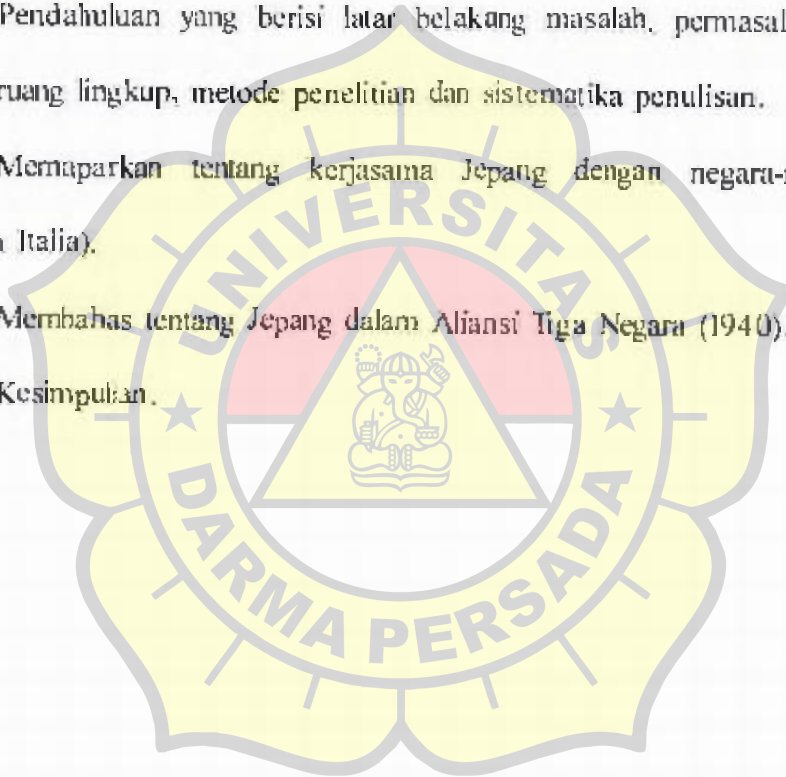 Pendahuluan yang berisi latar belakang masalah, permasal
ruang lingkup, metode penelitian dan sistematika penulisan.
Memaparkan tentang kerjasama Jepang dengan negara-
Italia).
Membahas tentang Jepang dalam Aliansi Tiga Negara (1940).
Kesimpulan.
UNIVERSITAS
DARMA PERSADA